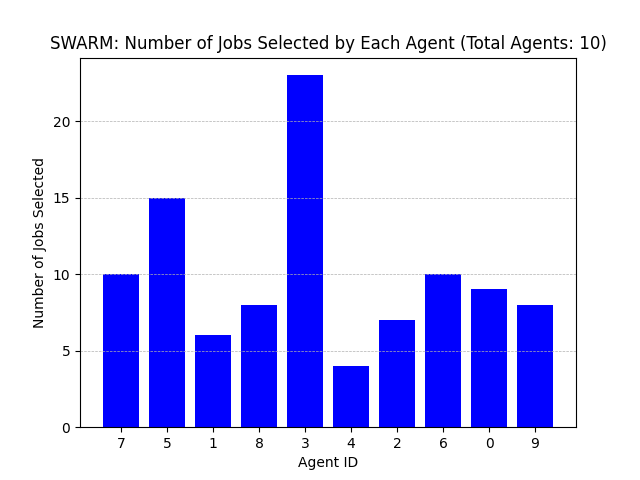 SWARM: Number of Jobs Selected by Each Agent (Total Agents: 10)
Number of Jobs Selected
20
15
10
5
0
7 5 1 8 3 4 2 6 0 9
Agent ID